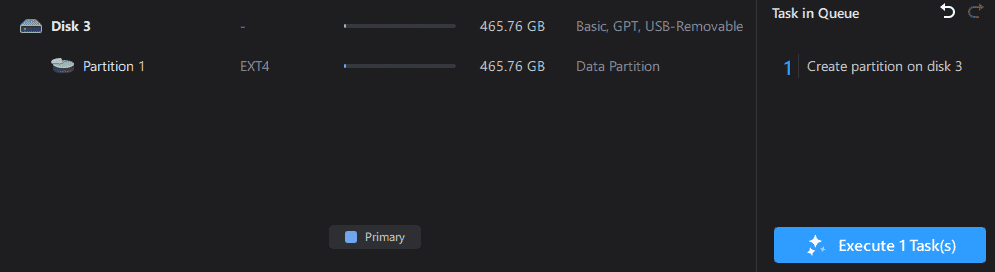 Disk 3 - 465.76 GB Basic, GPT, USB-Removable
Partition 1 EXT4 465.76 GB Data Partition
Primary
Task in Queue
1 Create partition on disk 3
Execute 1 Task(s)